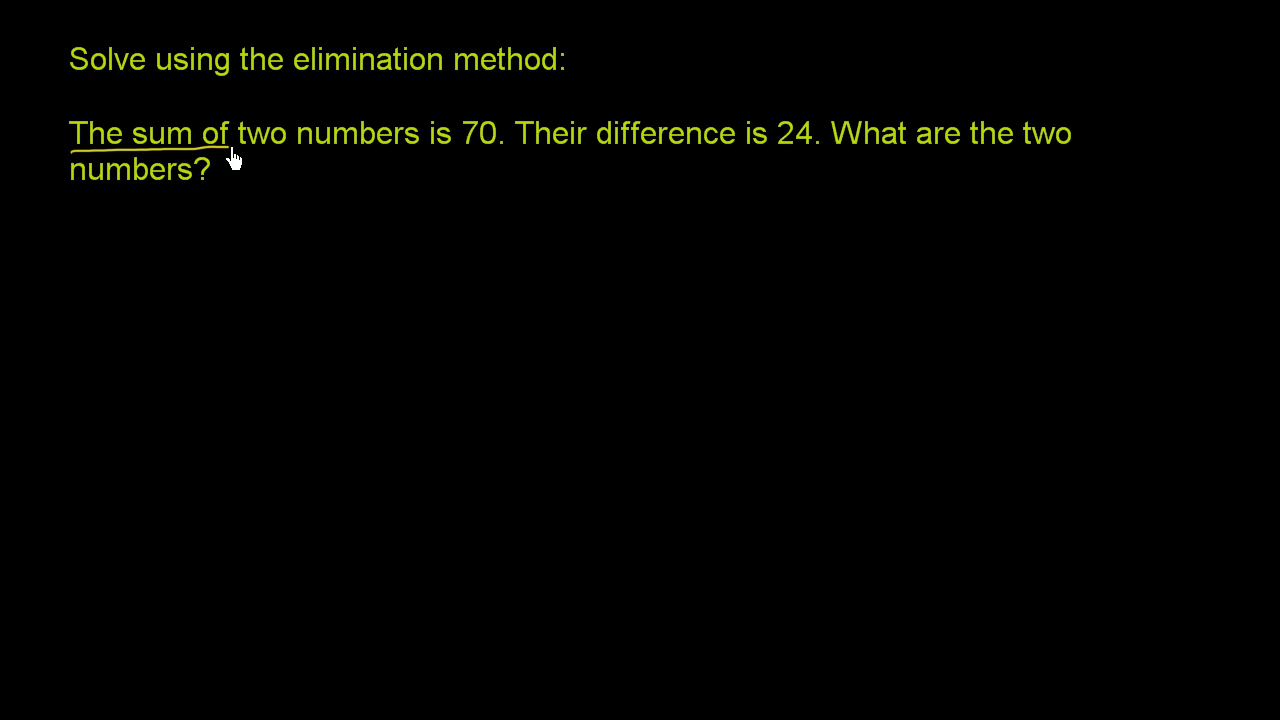 Solve using the elimination method:
The sum of two numbers is 70. Their difference is 24. What are the two
numbers?